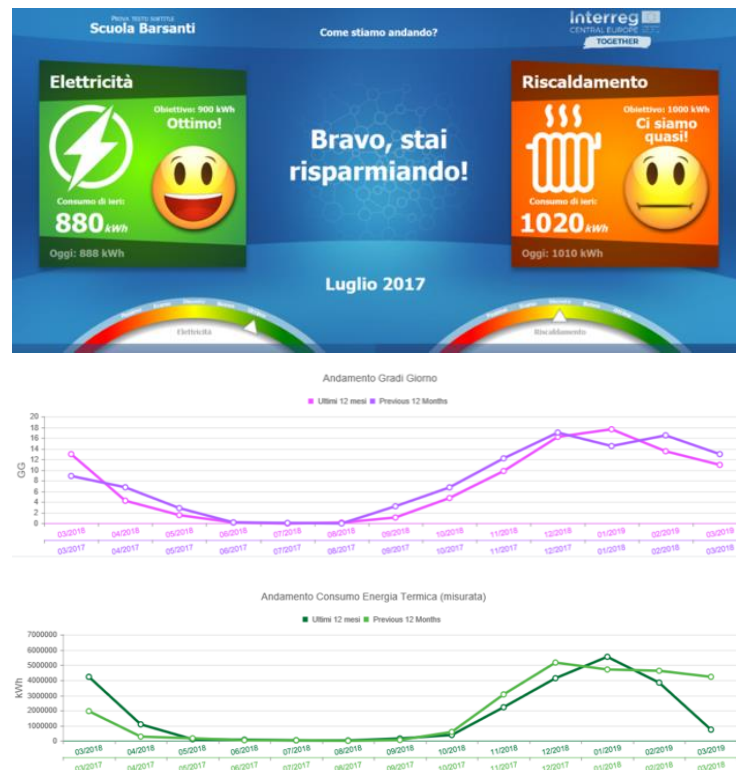 PROVA TESTO SUBTITLE
Scuola Barsanti
Come stiamo andando?
Interreg
CENTRAL EUROPE
TOGETHER
Elettricità
Obiettivo: 900 kWh
Ottimo!
Consumo di ieri:
880 kWh
Oggi: 888 kWh
Bravo, stai
risparmiando!
Riscaldamento
Obiettivo: 1000 kWh
Ci siamo
quasi!
Consumo di ieri:
1020 kWh
Oggi: 1010 kWh
Luglio 2017
Elettricità
Riscaldamento
Andamento Gradi Giorno
Ultimi 12 mesi Previous 12 Months
GG
20
18
16
14
12
10
8
6
4
2
0
03/2018 04/2018 05/2018 06/2018 07/2018 08/2018 09/2018 10/2018 11/2018 12/2018 01/2019 02/2019 03/2019
03/2017 04/2017 05/2017 06/2017 07/2017 08/2017 09/2017 10/2017 11/2017 12/2017 01/2018 02/2018 03/2018
Andamento Consumo Energia Termica (misurata)
Ultimi 12 mesi Previous 12 Months
kWh
7000000
6000000
5000000
4000000
3000000
2000000
1000000
0
03/2018 04/2018 05/2018 06/2018 07/2018 08/2018 09/2018 10/2018 11/2018 12/2018 01/2019 02/2019 03/2019
03/2017 04/2017 05/2017 06/2017 07/2017 08/2017 09/2017 10/2017 11/2017 12/2017 01/2018 02/2018 03/2018